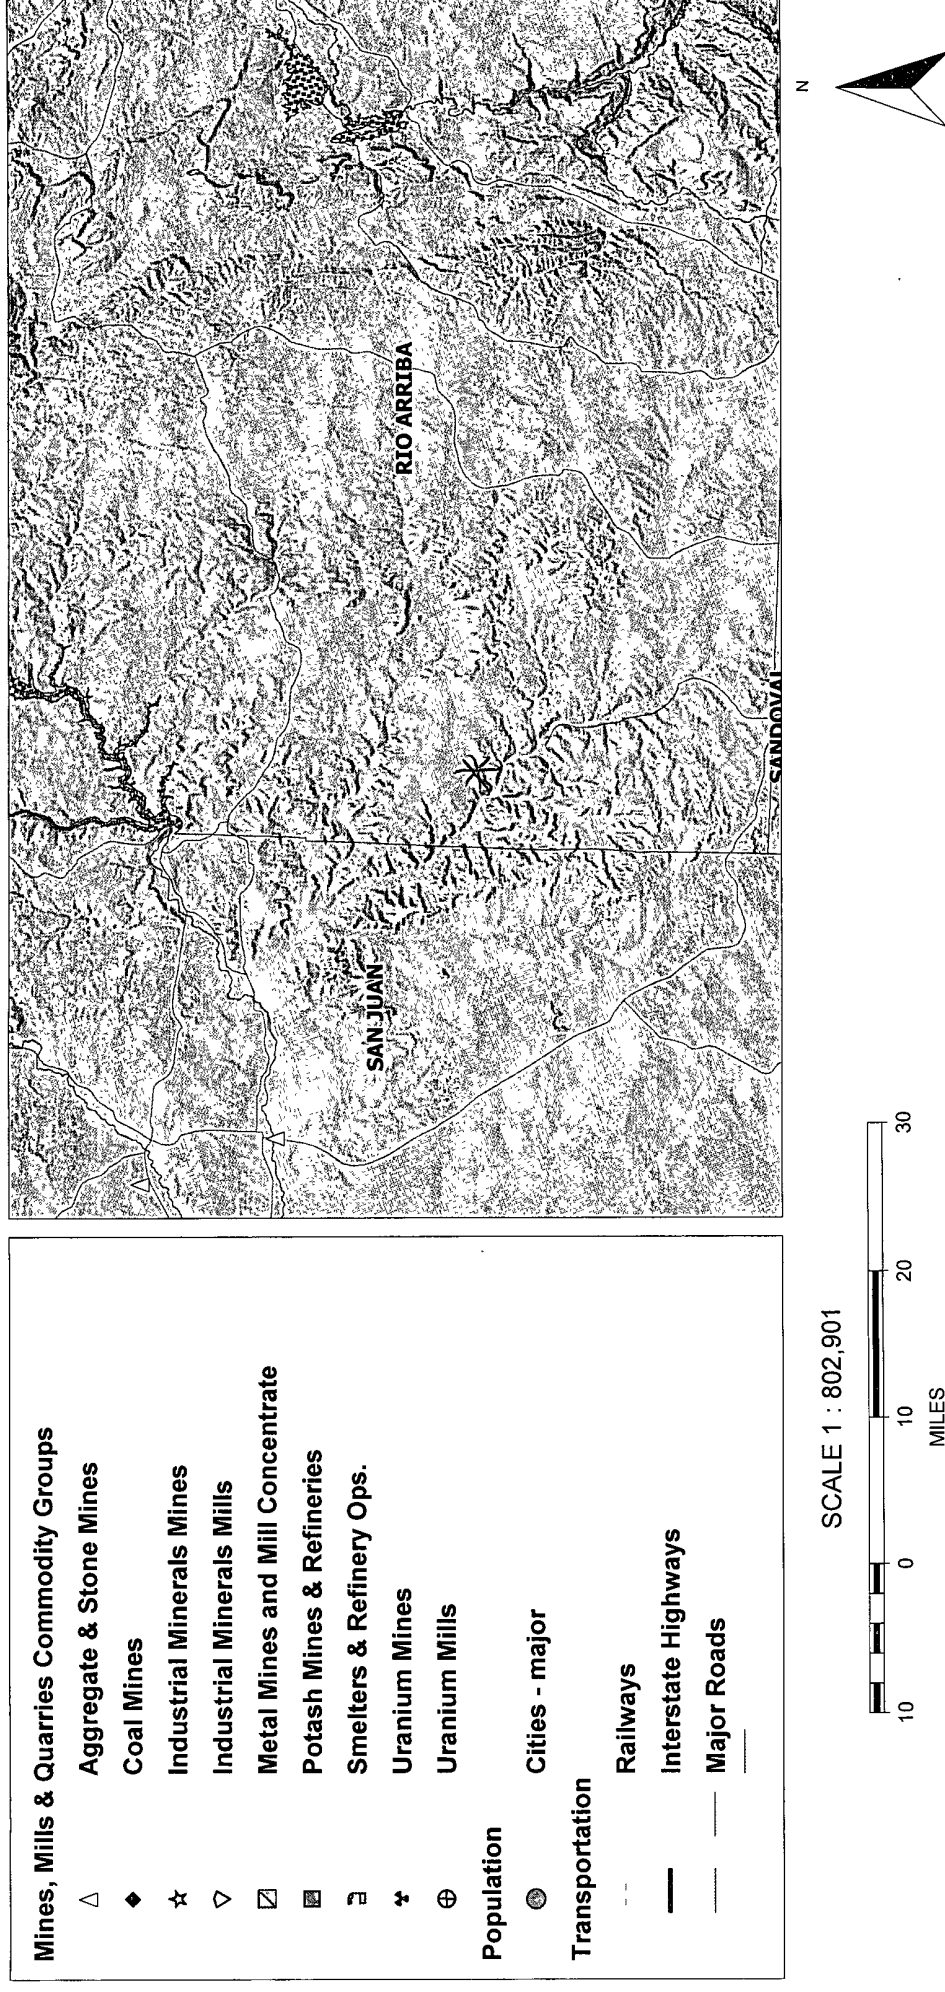 Mines, Mills & Quarries Commodity Groups
Aggregate & Stone Mines
Coal Mines
Industrial Minerals Mines
Industrial Minerals Mills
Metal Mines and Mill Concentrate
Potash Mines & Refineries
Smelters & Refinery Ops.
Uranium Mines
Uranium Mills
Population
Cities - major
Transportation
Railways
Interstate Highways
Major Roads
SAN JUAN
RIO ARRIBA
SANDOVAL
SCALE 1 : 802,901
10 0 10 20 30
MILES
N